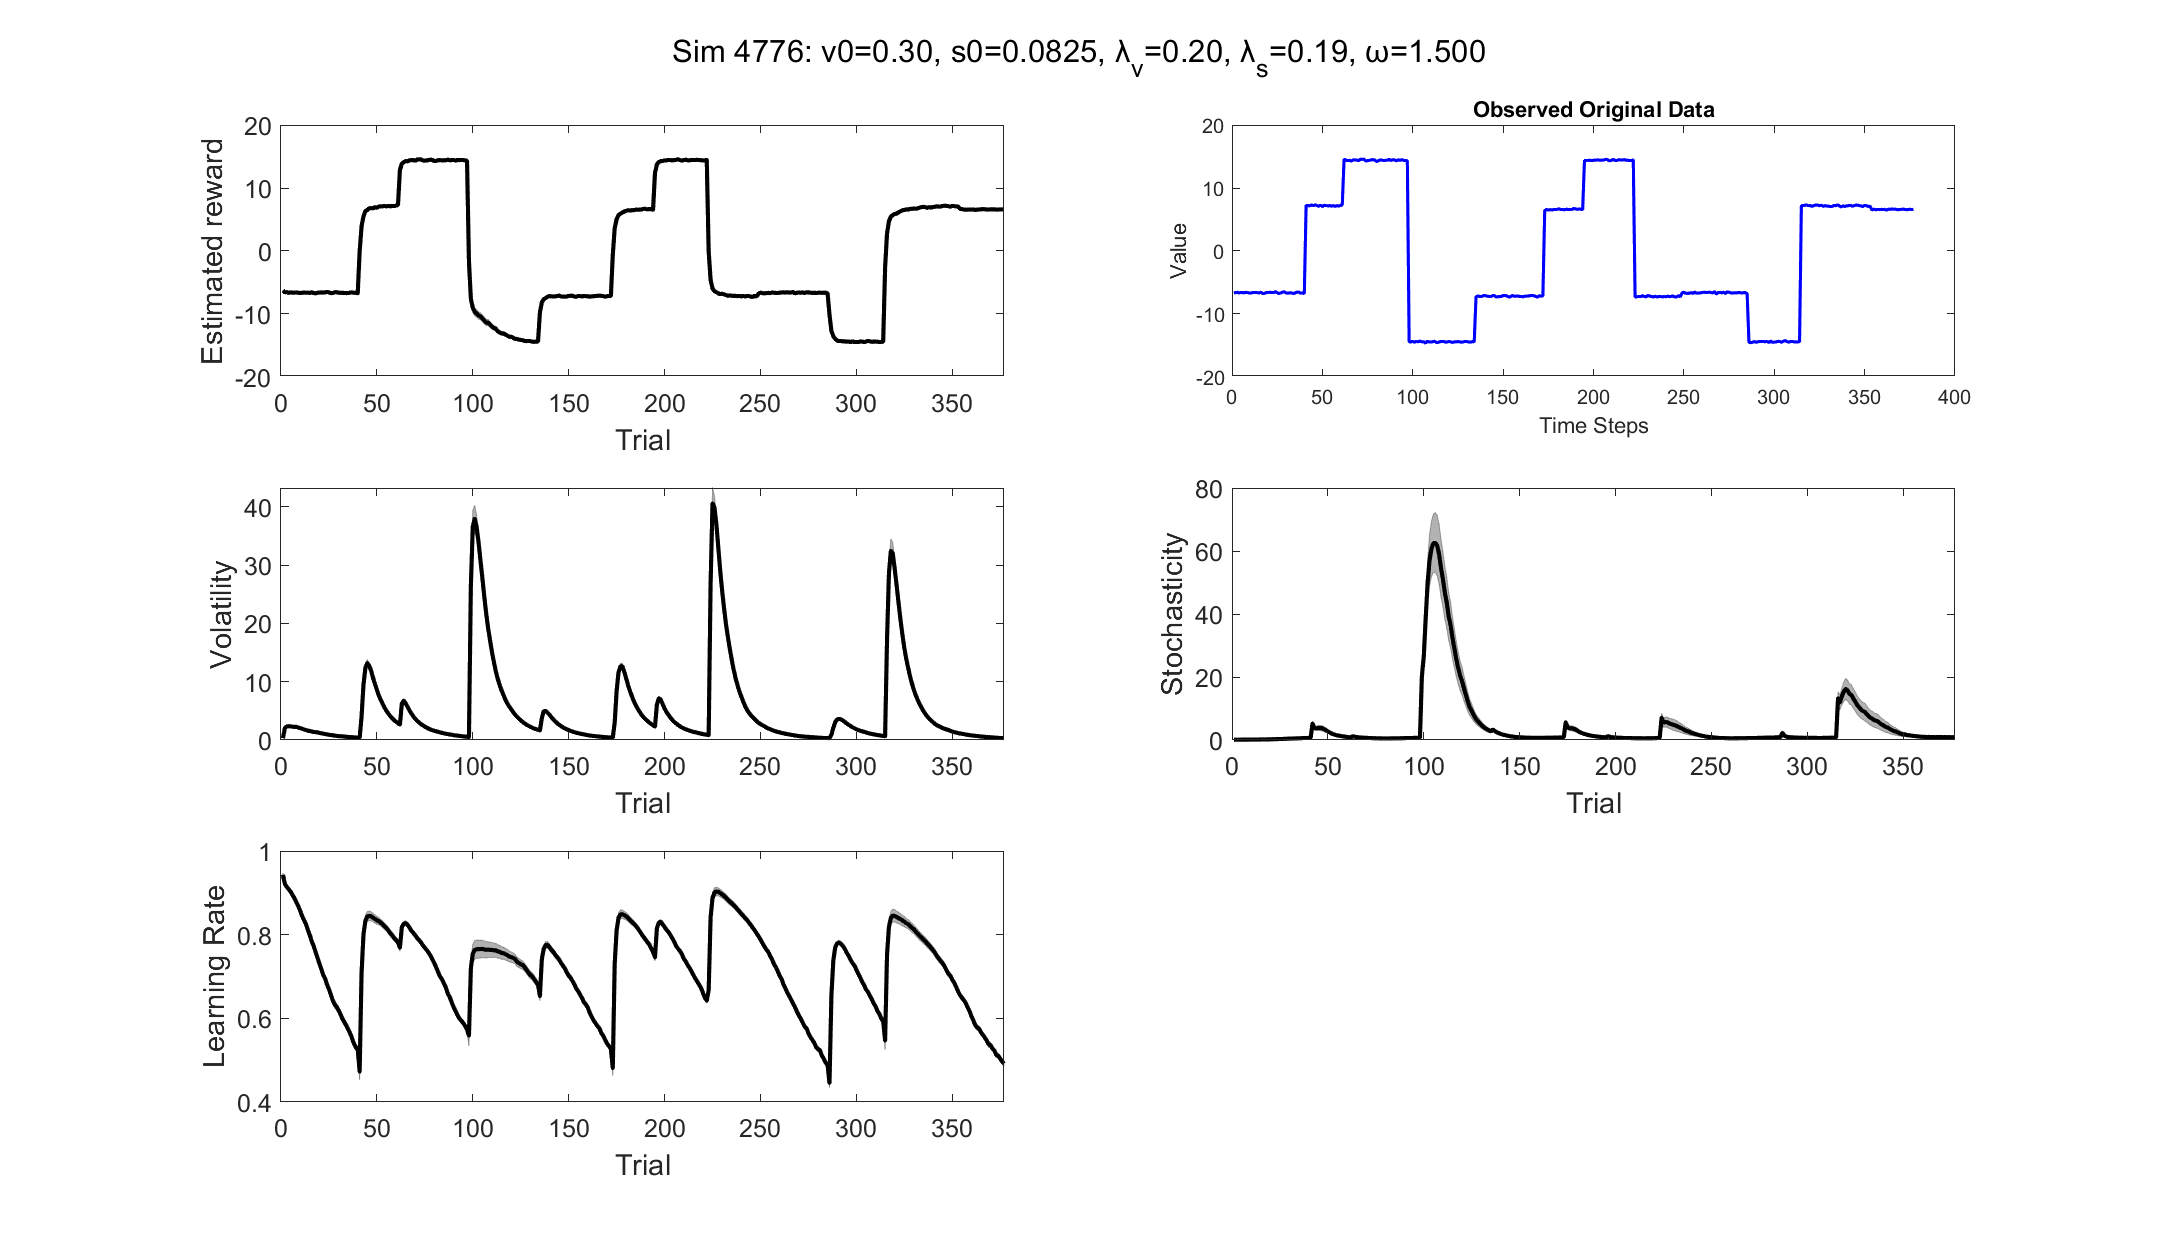 Sim 4776: v0=0.30, s0=0.0825, λ_v=0.20, λ_s=0.19, ω=1.500
Estimated reward
20
10
0
-10
-20
0 50 100 150 200 250 300 350
Trial
Observed Original Data
Value
20
10
0
-10
-20
0 50 100 150 200 250 300 350 400
Time Steps
Volatility
40
30
20
10
0
0 50 100 150 200 250 300 350
Trial
Stochasticity
80
60
40
20
0
0 50 100 150 200 250 300 350
Trial
Learning Rate
1
0.8
0.6
0.4
0 50 100 150 200 250 300 350
Trial